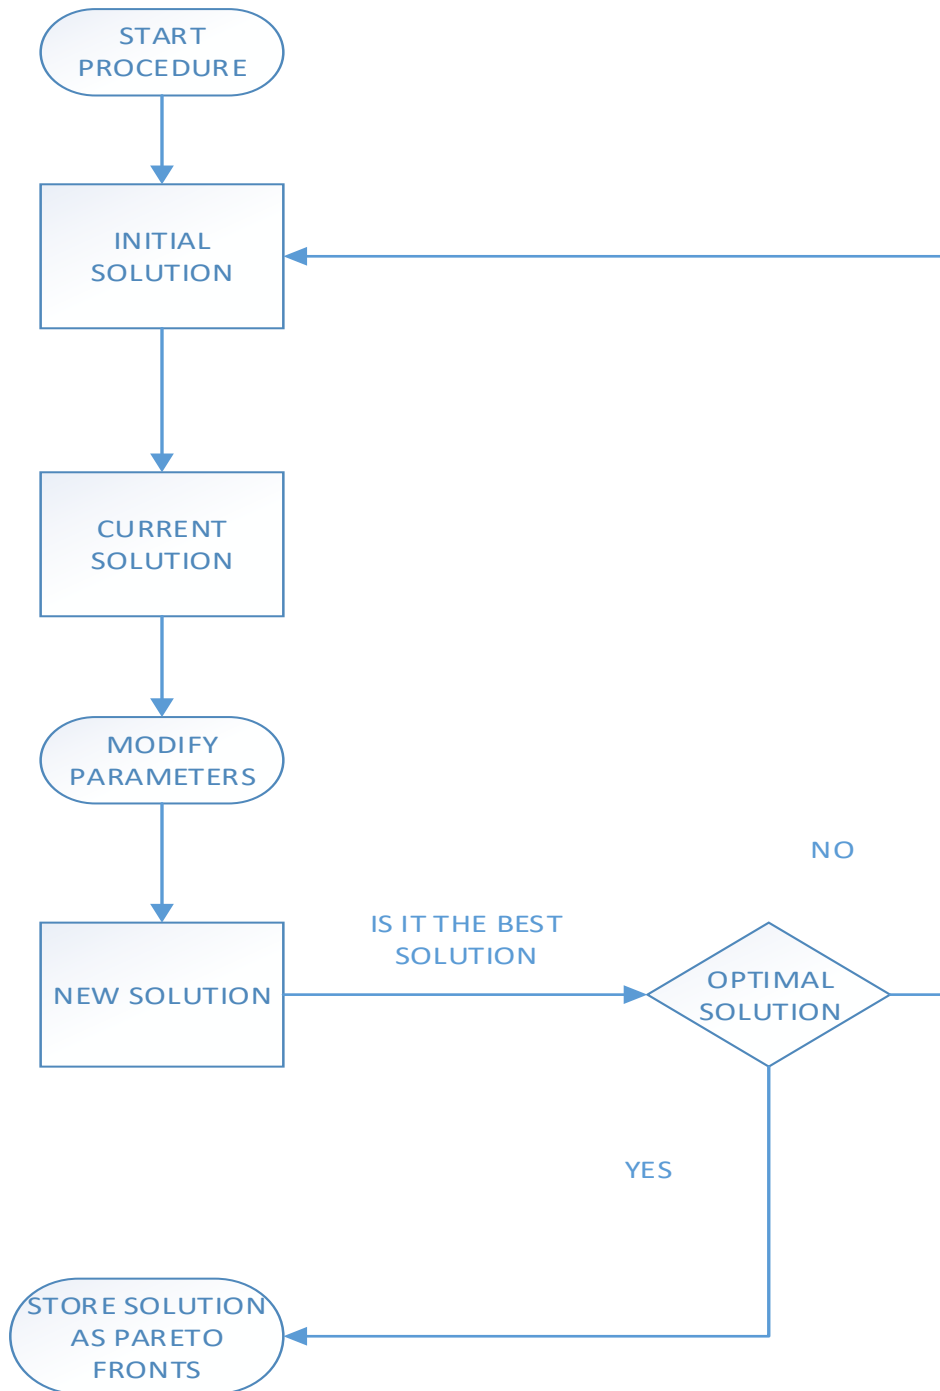 START
PROCEDURE
INITIAL
SOLUTION
CURRENT
SOLUTION
MODIFY
PARAMETERS
NO
IS IT THE BEST
SOLUTION
NEW SOLUTION
OPTIMAL
SOLUTION
YES
STORE SOLUTION
AS PARETO
FRONTS